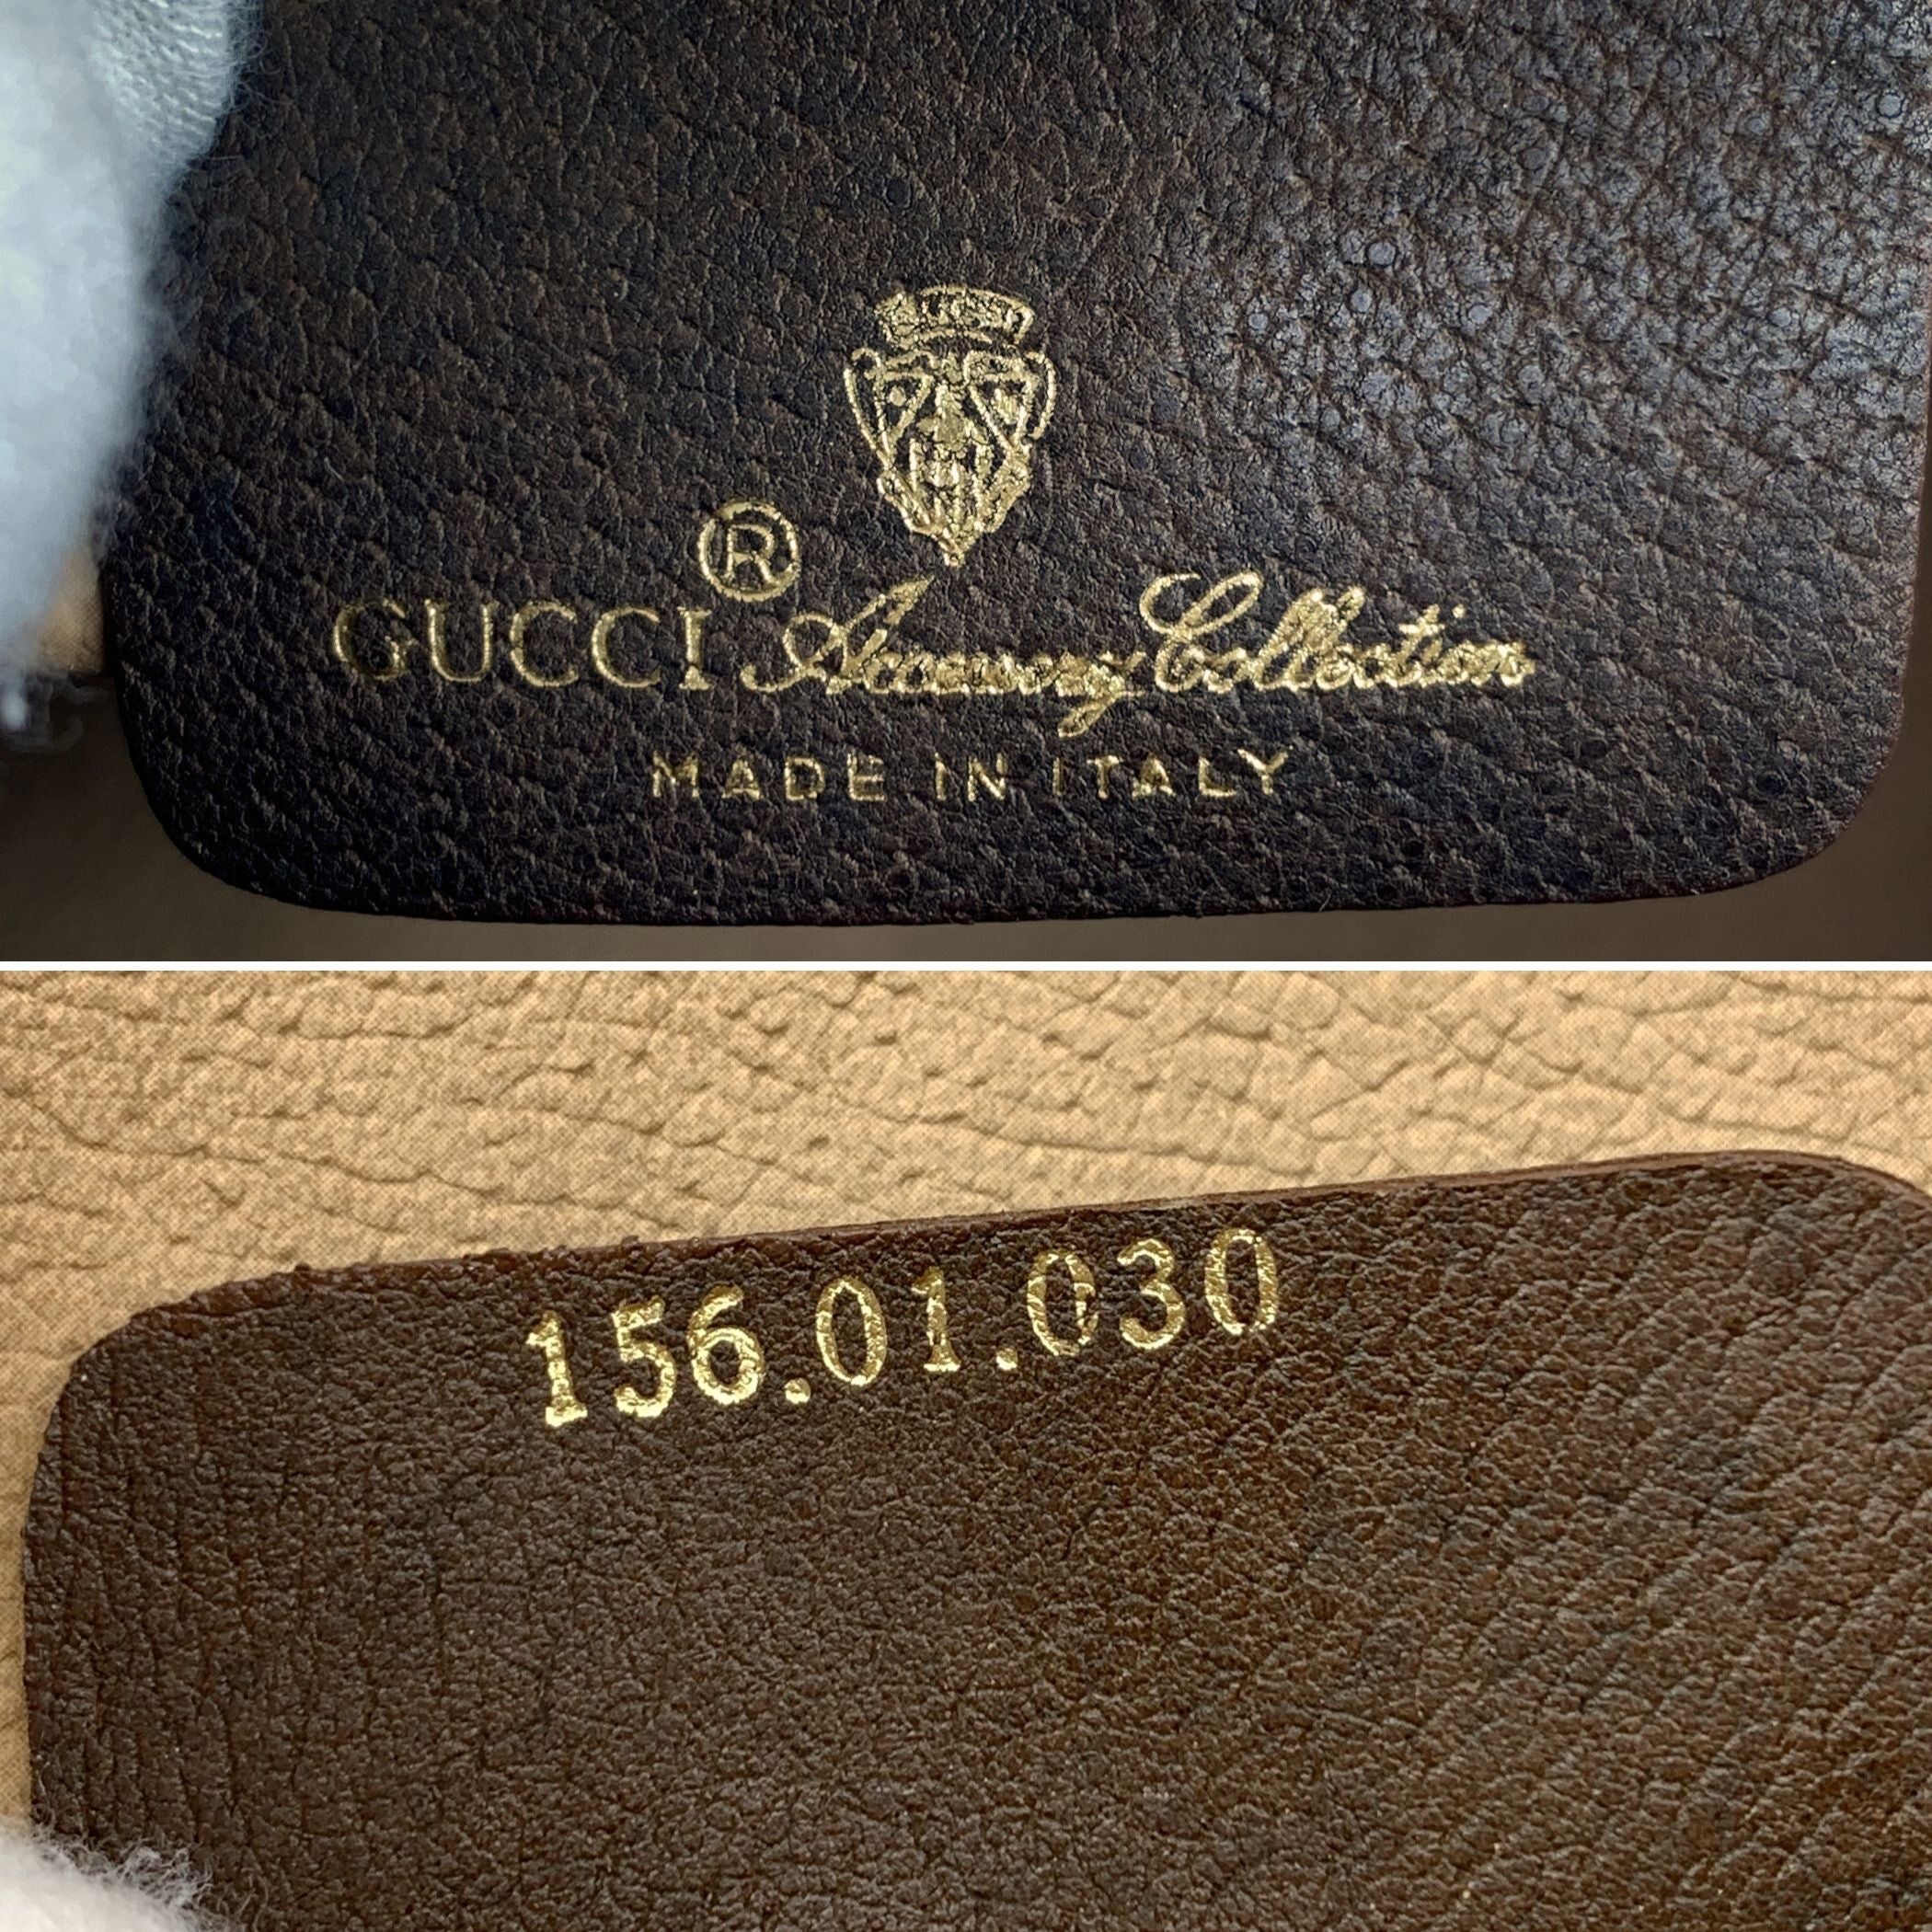 GUCCI® Accessory Collection
MADE IN ITALY
156.01.030